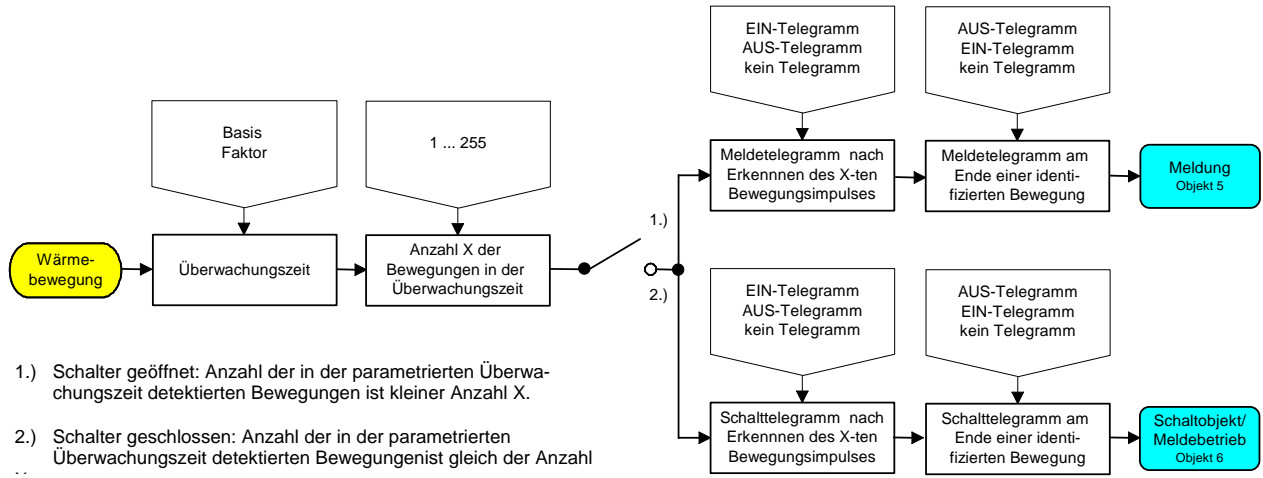 EIN-Telegramm
AUS-Telegramm
kein Telegramm
AUS-Telegramm
EIN-Telegramm
kein Telegramm
Basis
Faktor
1 ... 255
Meldetelegramm nach
Erkennnen des X-ten
Bewegungsimpulses
Meldetelegramm am
Ende einer identi-
fizierten Bewegung
Meldung
Objekt 5
Wärme-
bewegung
Überwachungszeit
Anzahl X der
Bewegungen in der
Überwachungszeit
1.)
2.)
EIN-Telegramm
AUS-Telegramm
kein Telegramm
AUS-Telegramm
EIN-Telegramm
kein Telegramm
Schalttelegramm nach
Erkennnen des X-ten
Bewegungsimpulses
Schalttelegramm am
Ende einer identi-
fizierten Bewegung
Schaltobjekt/
Meldebetrieb
Objekt 6
1.) Schalter geöffnet: Anzahl der in der parametrierten Überwa-
chungszeit detektierten Bewegungen ist kleiner Anzahl X.
2.) Schalter geschlossen: Anzahl der in der parametrierten
Überwachungszeit detektierten Bewegungenist gleich der Anzahl